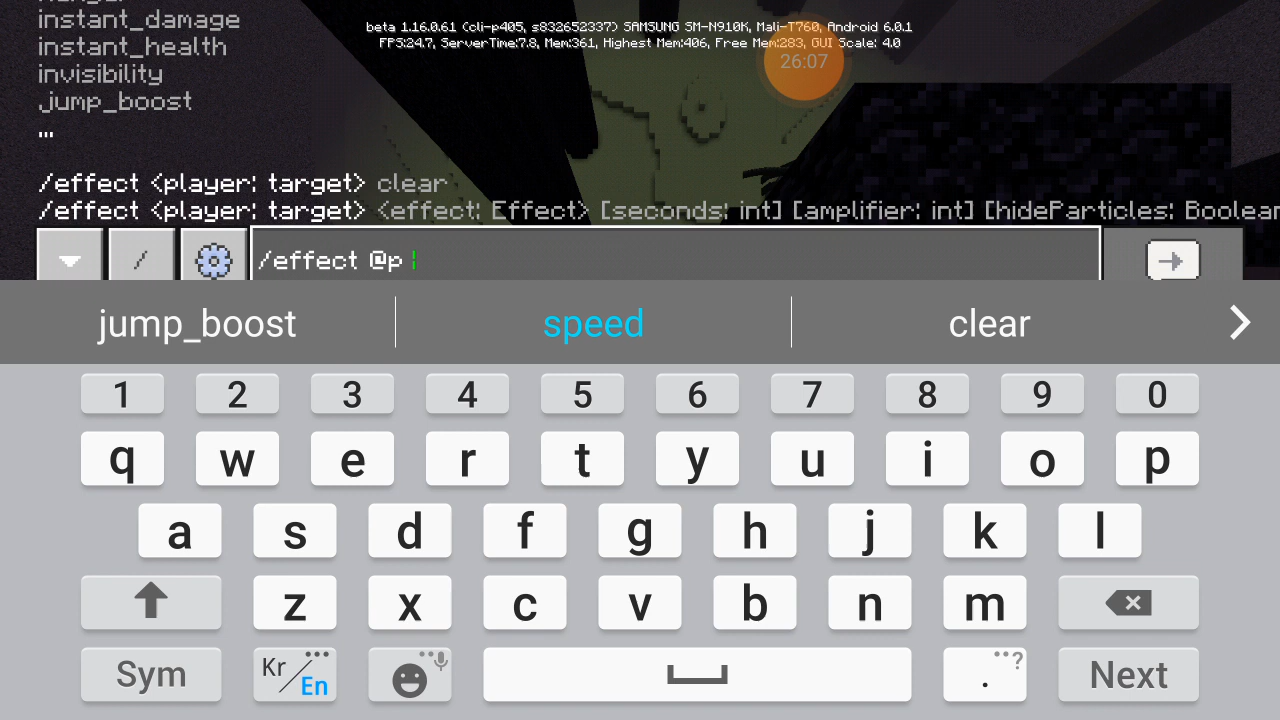 instant_damage
instant_health
invisibility
jump_boost
...
beta 1.16.0.61 (cli-p405, s832652337) SAMSUNG SM-N910K, Mali-T760, Android 6.0.1
FPS:24.7, ServerTime:7.8, Mem:361, Highest Mem:406, Free Mem:283, GUI Scale: 4.0
26:07
/effect <player: target> clear
/effect <player: target> <effect: Effect> [seconds: int] [amplifier: int] [hideParticles: Boolean
/
/effect @p
jump_boost speed clear
1 2 3 4 5 6 7 8 9 0
q w e r t y u i o p
a s d f g h j k l
z x c v b n m
Sym Kr/En . ? Next